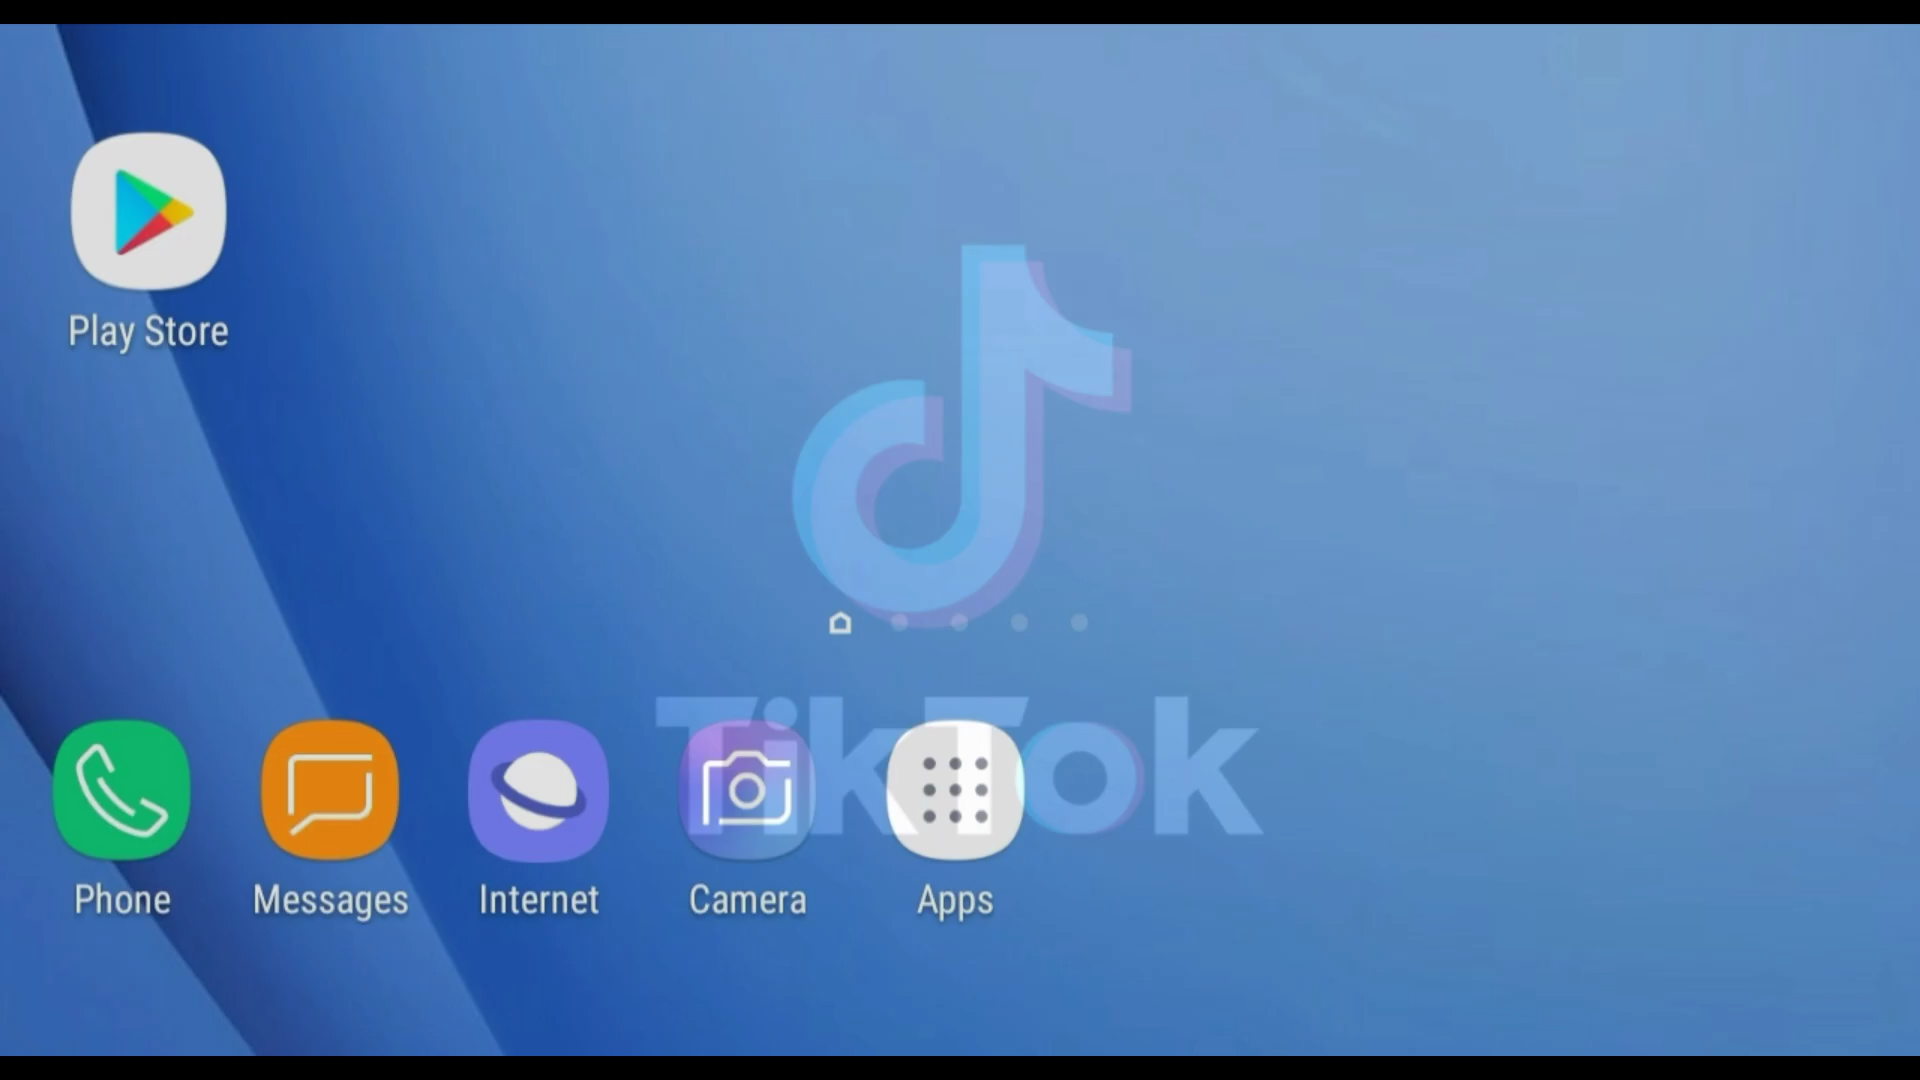 Play Store
TikTok
Phone
Messages
Internet
Camera
Apps